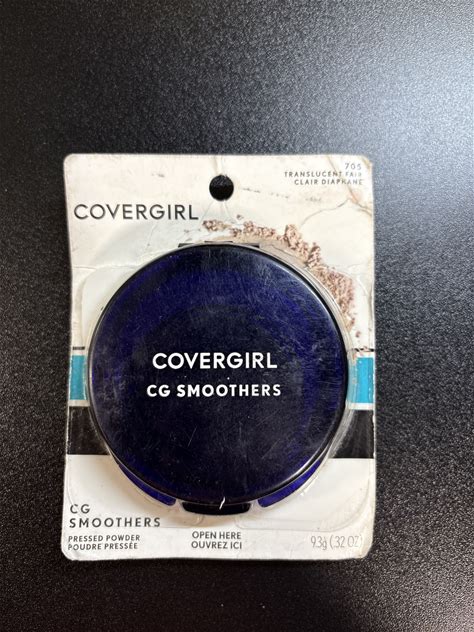 705
TRANSLUCENT FAIR
CLAIR DIAPHANE
COVERGIRL
COVERGIRL
CG SMOOTHERS
CG
SMOOTHERS
PRESSED POWDER
POUDRE PRESSÉE
OPEN HERE
OUVREZ ICI
9.3g (.32 OZ)